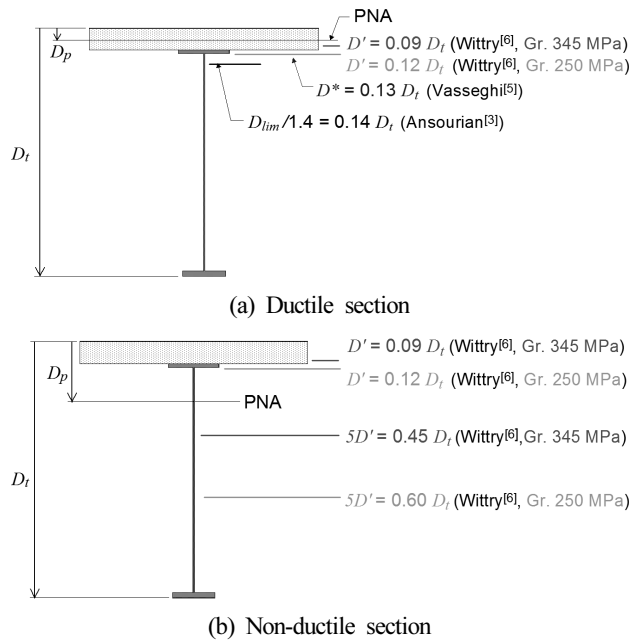 PNA
D_p
D' = 0.09 D_t (Wittry[6], Gr. 345 MPa)
D' = 0.12 D_t (Wittry[6], Gr. 250 MPa)
D* = 0.13 D_t (Vasseghi[5])
D_lim/1.4 = 0.14 D_t (Ansourian[3])
D_t
(a) Ductile section
D' = 0.09 D_t (Wittry[6], Gr. 345 MPa)
D_p
D' = 0.12 D_t (Wittry[6], Gr. 250 MPa)
PNA
5D' = 0.45 D_t (Wittry[6],Gr. 345 MPa)
D_t
5D' = 0.60 D_t (Wittry[6], Gr. 250 MPa)
(b) Non-ductile section